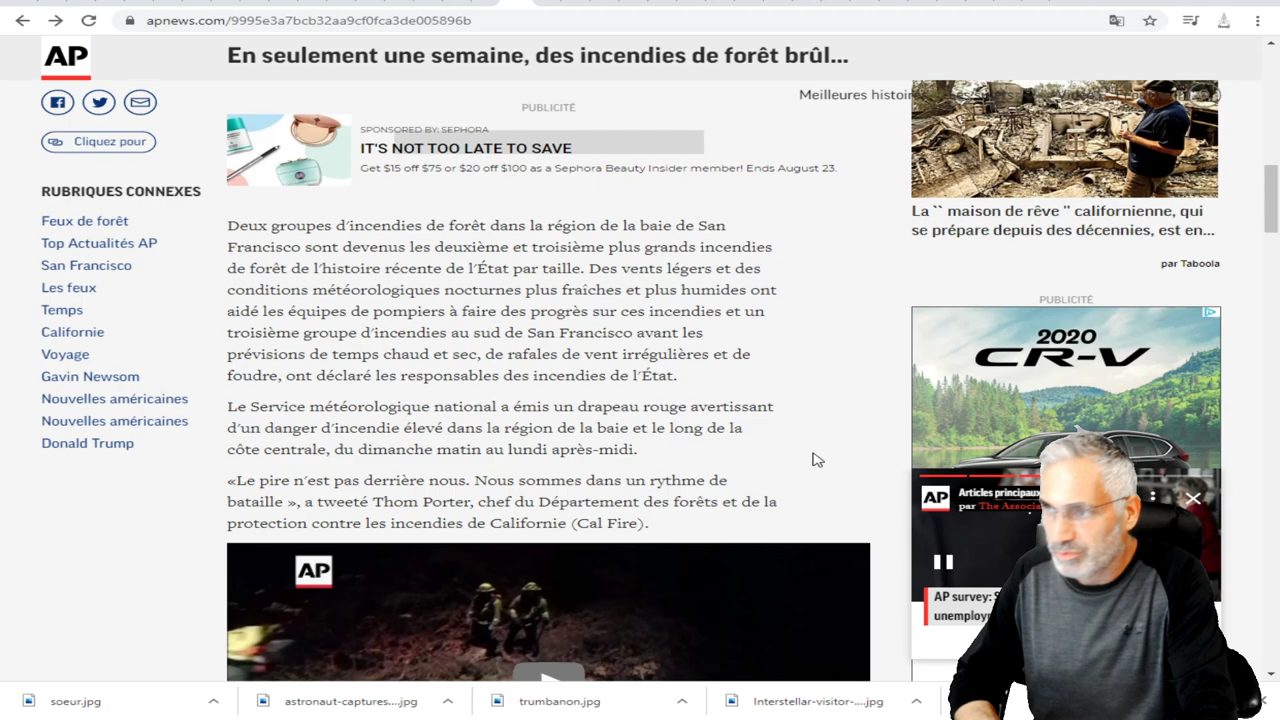 apnews.com/9995e3a7bcb32aa9cf0fca3de005896b
AP
En seulement une semaine, des incendies de forêt brûl...
Cliquez pour
RUBRIQUES CONNEXES
Feux de forêt
Top Actualités AP
San Francisco
Les feux
Temps
Californie
Voyage
Gavin Newsom
Nouvelles américaines
Nouvelles américaines
Donald Trump
PUBLICITÉ
SPONSORED BY: SEPHORA
IT'S NOT TOO LATE TO SAVE
Get $15 off $75 or $20 off $100 as a Sephora Beauty Insider member! Ends August 23.
Deux groupes d'incendies de forêt dans la région de la baie de San
Francisco sont devenus les deuxième et troisième plus grands incendies
de forêt de l'histoire récente de l'État par taille. Des vents légers et des
conditions météorologiques nocturnes plus fraîches et plus humides ont
aidé les équipes de pompiers à faire des progrès sur ces incendies et un
troisième groupe d'incendies au sud de San Francisco avant les
prévisions de temps chaud et sec, de rafales de vent irrégulières et de
foudre, ont déclaré les responsables des incendies de l'État.
Le Service météorologique national a émis un drapeau rouge avertissant
d'un danger d'incendie élevé dans la région de la baie et le long de la
côte centrale, du dimanche matin au lundi après-midi.
«Le pire n'est pas derrière nous. Nous sommes dans un rythme de
bataille », a tweeté Thom Porter, chef du Département des forêts et de la
protection contre les incendies de Californie (Cal Fire).
AP
Meilleures histoires
La `` maison de rêve '' californienne, qui
se prépare depuis des décennies, est en...
par Taboola
PUBLICITÉ
2020
CR-V
AP
Articles principaux
par The
AP survey:
soeur.jpg
astronaut-captures....jpg
trumbanon.jpg
Interstellar-visitor-...jpg